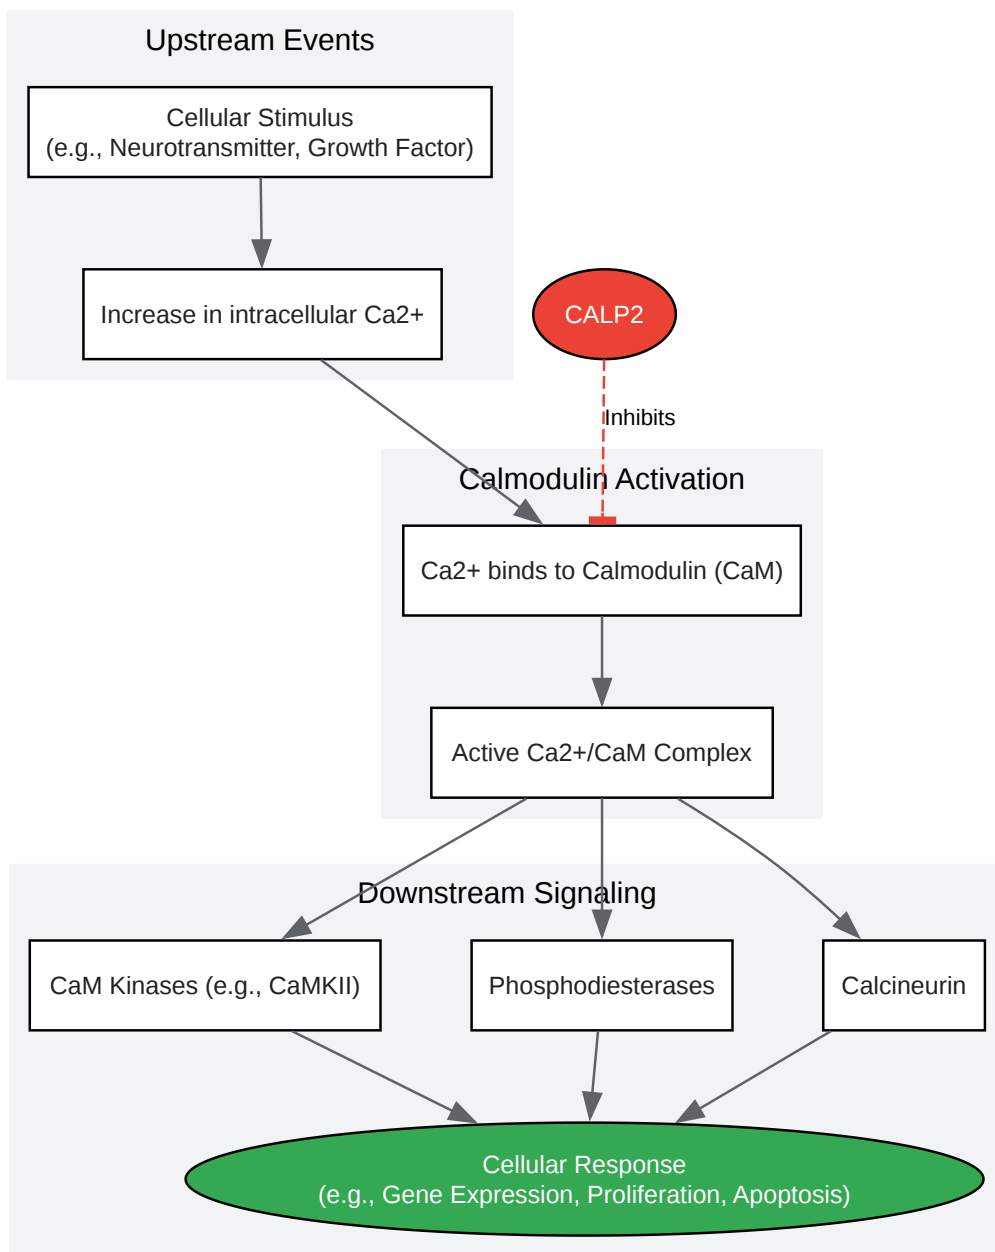 Upstream Events
Cellular Stimulus
(e.g., Neurotransmitter, Growth Factor)
Increase in intracellular Ca2+
CALP2
Inhibits
Calmodulin Activation
Ca2+ binds to Calmodulin (CaM)
Active Ca2+/CaM Complex
Downstream Signaling
CaM Kinases (e.g., CaMKII)
Phosphodiesterases
Calcineurin
Cellular Response
(e.g., Gene Expression, Proliferation, Apoptosis)